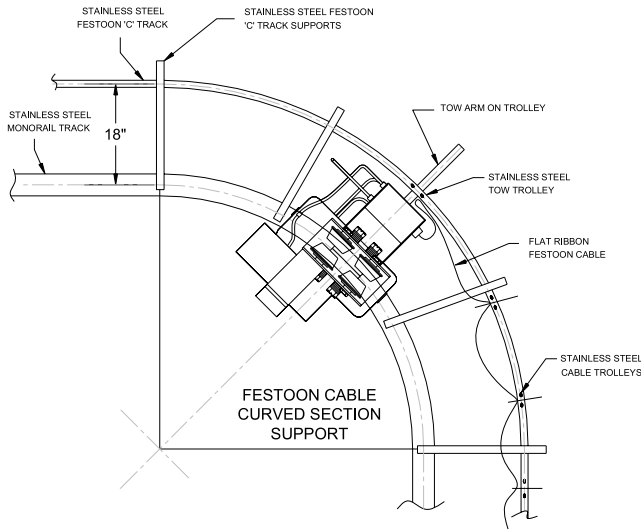 STAINLESS STEEL
FESTOON 'C' TRACK
STAINLESS STEEL FESTOON
'C' TRACK SUPPORTS
STAINLESS STEEL
MONORAIL TRACK
18"
TOW ARM ON TROLLEY
STAINLESS STEEL
TOW TROLLEY
FLAT RIBBON
FESTOON CABLE
STAINLESS STEEL
CABLE TROLLEYS
FESTOON CABLE
CURVED SECTION
SUPPORT